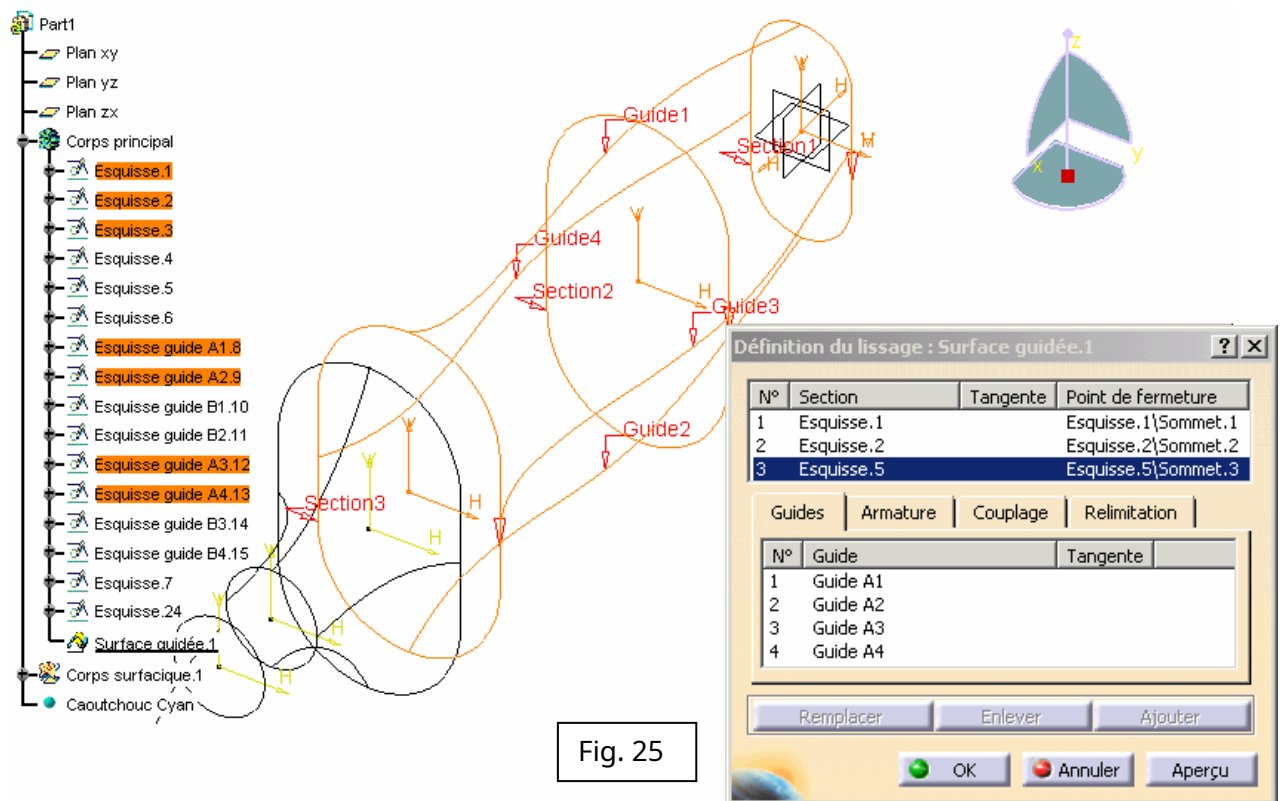 Part1
Plan xy
Plan yz
Plan zx
Corps principal
Esquisse.1
Esquisse.2
Esquisse.3
Esquisse.4
Esquisse.5
Esquisse.6
Esquisse guide A1.8
Esquisse guide A2.9
Esquisse guide B1.10
Esquisse guide B2.11
Esquisse guide A3.12
Esquisse guide A4.13
Esquisse guide B3.14
Esquisse guide B4.15
Esquisse.7
Esquisse.24
Surface guidée.1
Corps surfacique.1
Caoutchouc Cyan
Guide1
Section1
Guide4
Section2
Guide3
Guide2
Section3
V
H
H
H
V
H
V
H
V
H
V
H
V
H
z
y
x
Fig. 25
Définition du lissage : Surface guidée.1
N° Section Tangente Point de fermeture
1 Esquisse.1 Esquisse.1\Sommet.1
2 Esquisse.2 Esquisse.2\Sommet.2
3 Esquisse.5 Esquisse.5\Sommet.3
Guides Armature Couplage Relimitation
N° Guide Tangente
1 Guide A1
2 Guide A2
3 Guide A3
4 Guide A4
Remplacer Enlever Ajouter
OK Annuler Aperçu